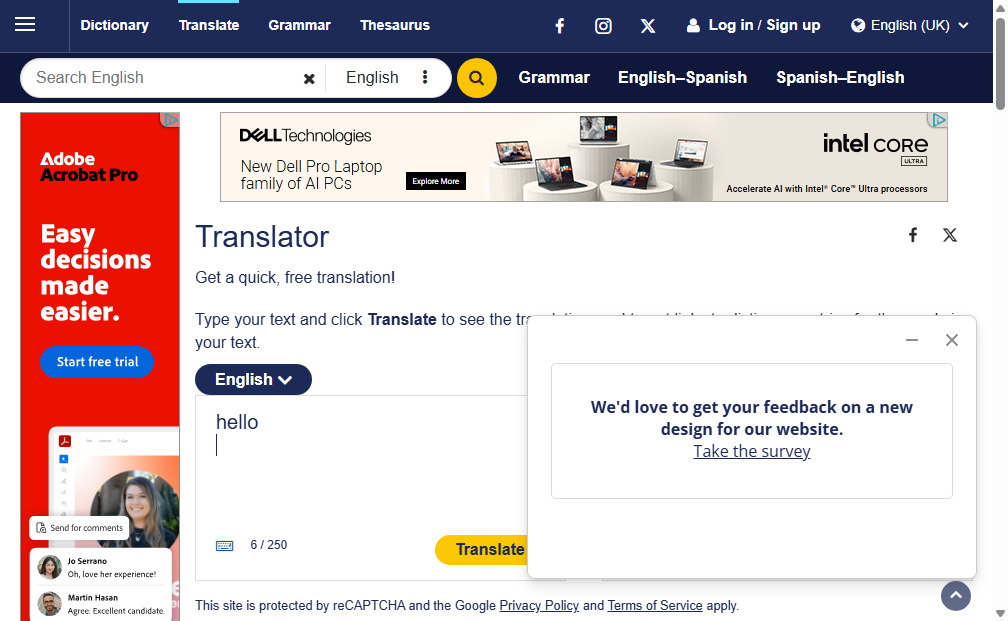 Dictionary Translate Grammar Thesaurus Log in / Sign up English (UK)
Search English English Grammar English–Spanish Spanish–English
Adobe
Acrobat Pro
Easy
decisions
made
easier.
Start free trial
Send for comments
Jo Serrano
Oh, love her experience!
Martin Hasan
Agree. Excellent candidate.
DELLTechnologies
New Dell Pro Laptop
family of AI PCs
Explore More
intel CORE
ULTRA
Accelerate AI with Intel® Core™ Ultra processors
Translator
Get a quick, free translation!
Type your text and click Translate to see the
your text.
English
hello
6 / 250
Translate
We'd love to get your feedback on a new
design for our website.
Take the survey
This site is protected by reCAPTCHA and the Google Privacy Policy and Terms of Service apply.